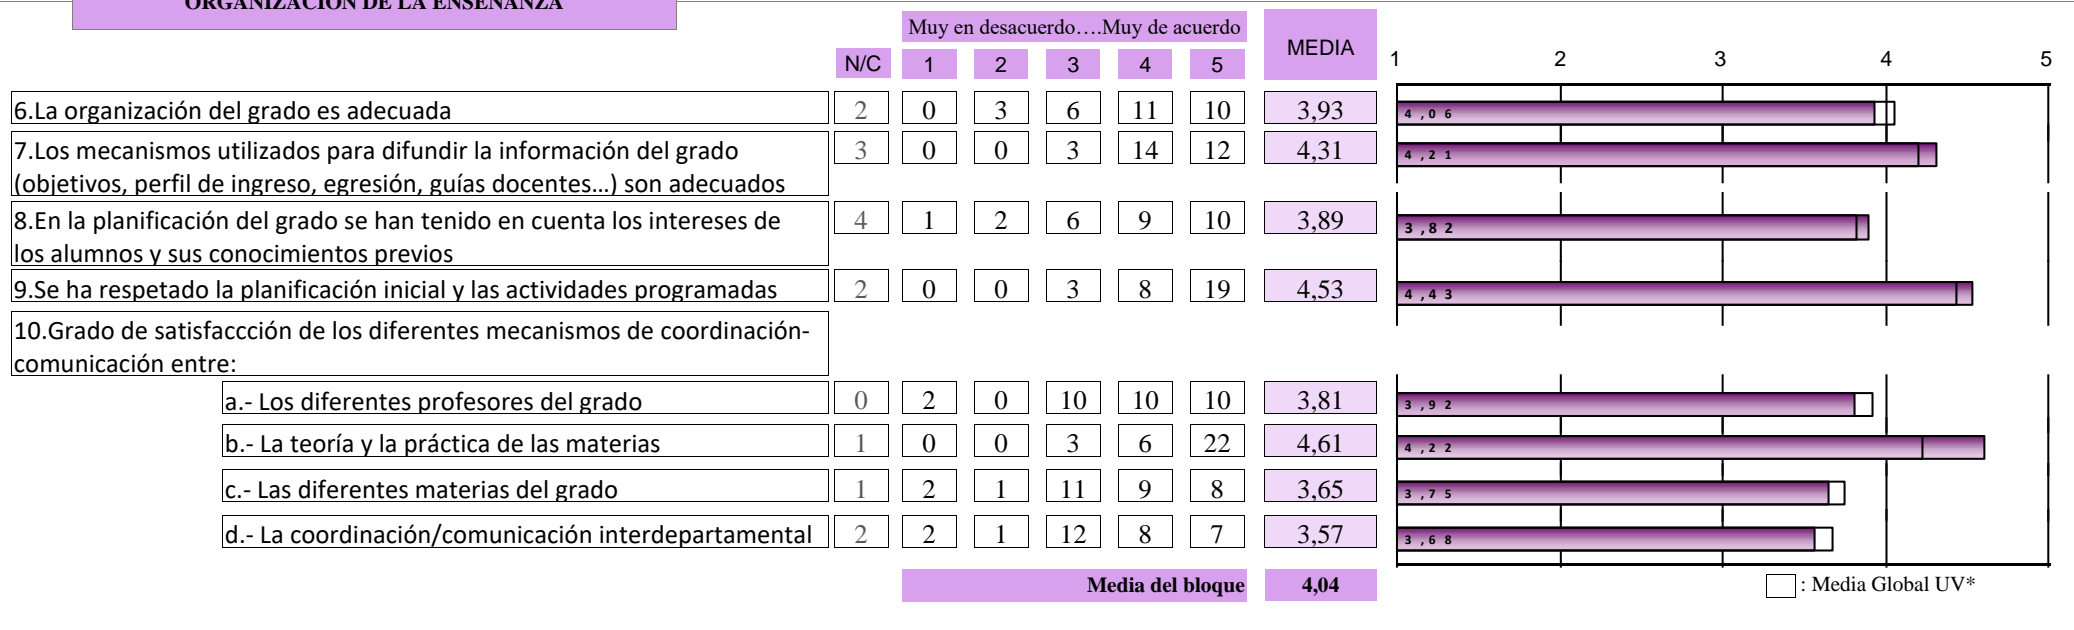 ORGANIZACIÓN DE LA ENSEÑANZA
Muy en desacuerdo….Muy de acuerdo
MEDIA
N/C 1 2 3 4 5
1 2 3 4 5
6.La organización del grado es adecuada 2 0 3 6 11 10 3,93 4,06
7.Los mecanismos utilizados para difundir la información del grado 3 0 0 3 14 12 4,31 4,21
(objetivos, perfil de ingreso, egresión, guías docentes…) son adecuados
8.En la planificación del grado se han tenido en cuenta los intereses de 4 1 2 6 9 10 3,89 3,82
los alumnos y sus conocimientos previos
9.Se ha respetado la planificación inicial y las actividades programadas 2 0 0 3 8 19 4,53 4,43
10.Grado de satisfaccción de los diferentes mecanismos de coordinación-
comunicación entre:
a.- Los diferentes profesores del grado 0 2 0 10 10 10 3,81 3,92
b.- La teoría y la práctica de las materias 1 0 0 3 6 22 4,61 4,22
c.- Las diferentes materias del grado 1 2 1 11 9 8 3,65 3,75
d.- La coordinación/comunicación interdepartamental 2 2 1 12 8 7 3,57 3,68
Media del bloque 4,04
: Media Global UV*